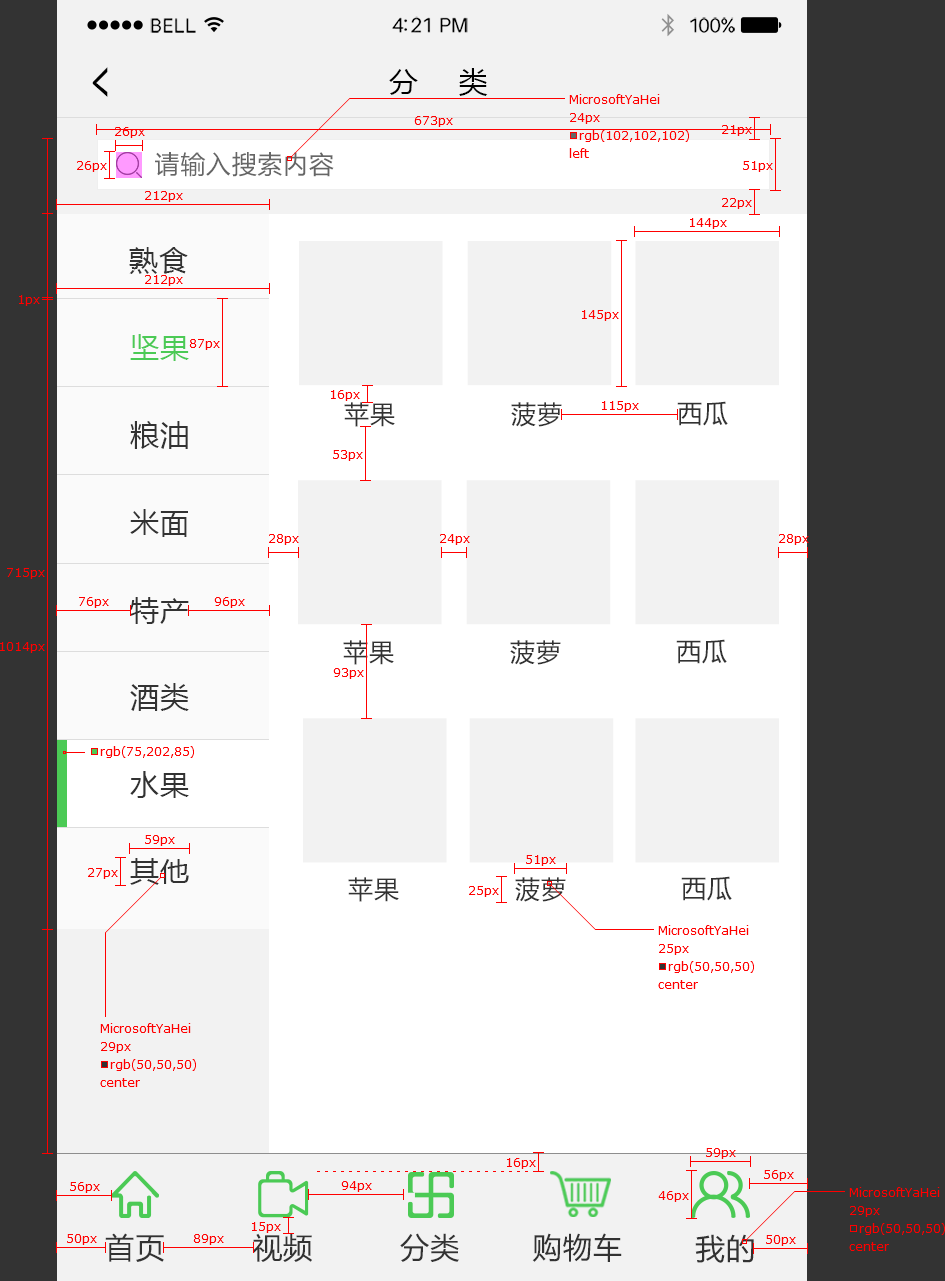 ●●●●● BELL 4:21 PM 100%
分 类
MicrosoftYaHei
24px
rgb(102,102,102)
left
673px
21px
26px
26px
请输入搜索内容
51px
212px
22px
144px
熟食
212px
1px
145px
坚果
87px
16px
苹果
菠萝
115px
西瓜
粮油
53px
米面
28px
24px
28px
715px
76px
特产
96px
1014px
苹果
菠萝
西瓜
93px
酒类
rgb(75,202,85)
水果
59px
27px
其他
51px
25px
苹果
菠萝
西瓜
MicrosoftYaHei
25px
rgb(50,50,50)
center
MicrosoftYaHei
29px
rgb(50,50,50)
center
16px
59px
56px
94px
46px
56px
MicrosoftYaHei
29px
rgb(50,50,50)
center
15px
50px
首页
89px
视频
分类
购物车
我的
50px